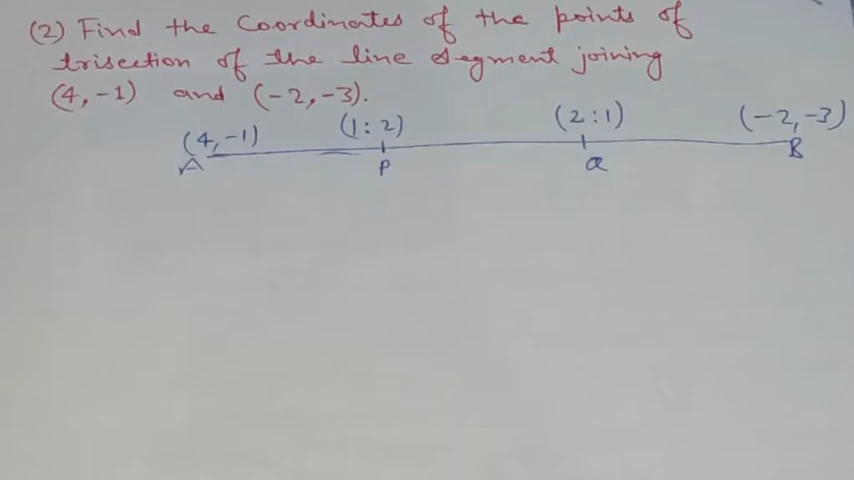 (2) Find the Coordinates of the points of
trisection of the line segment joining
(4,-1) and (-2,-3).
(4,-1) (1:2) (2:1) (-2,-3)
A P Q B